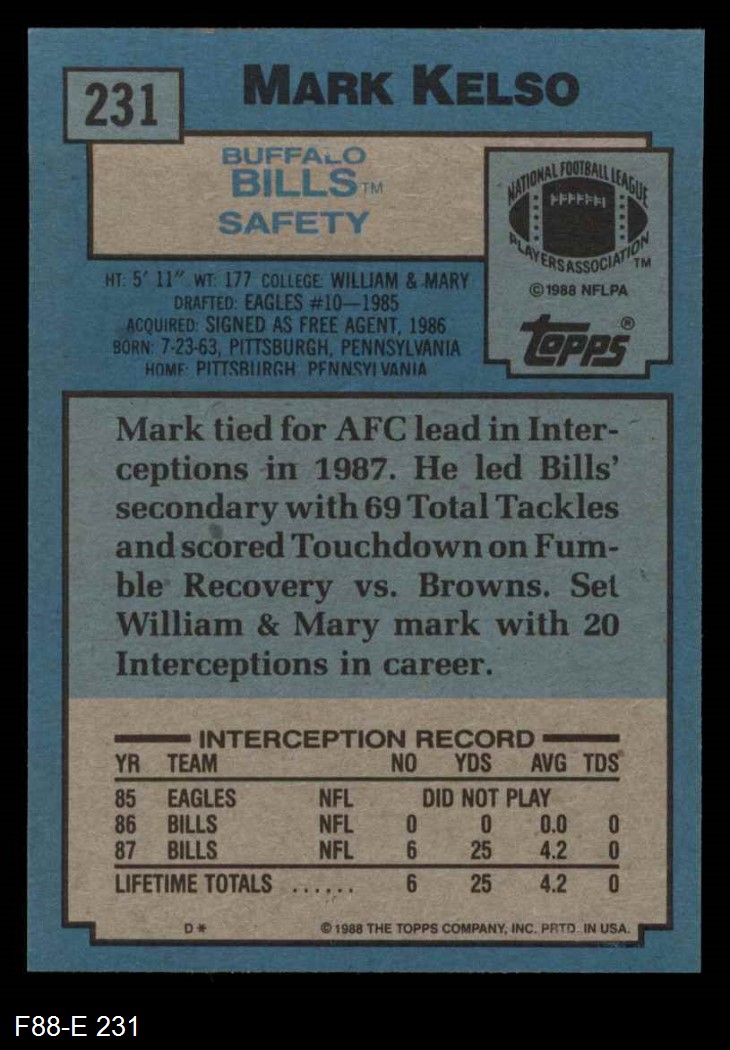 231
MARK KELSO
BUFFALO
BILLS™
SAFETY
NATIONAL FOOTBALL LEAGUE
PLAYERS ASSOCIATION™
©1988 NFLPA
Topps®
HT: 5' 11" WT: 177 COLLEGE: WILLIAM & MARY
DRAFTED: EAGLES #10—1985
ACQUIRED: SIGNED AS FREE AGENT, 1986
BORN: 7-23-63, PITTSBURGH, PENNSYLVANIA
HOME: PITTSBURGH, PENNSYLVANIA
Mark tied for AFC lead in Inter-
ceptions in 1987. He led Bills'
secondary with 69 Total Tackles
and scored Touchdown on Fum-
ble Recovery vs. Browns. Set
William & Mary mark with 20
Interceptions in career.
INTERCEPTION RECORD
YR TEAM NO YDS AVG TDS
85 EAGLES NFL DID NOT PLAY
86 BILLS NFL 0 0 0.0 0
87 BILLS NFL 6 25 4.2 0
LIFETIME TOTALS ...... 6 25 4.2 0
D* ©1988 THE TOPPS COMPANY, INC. PRTD. IN USA.
F88-E 231